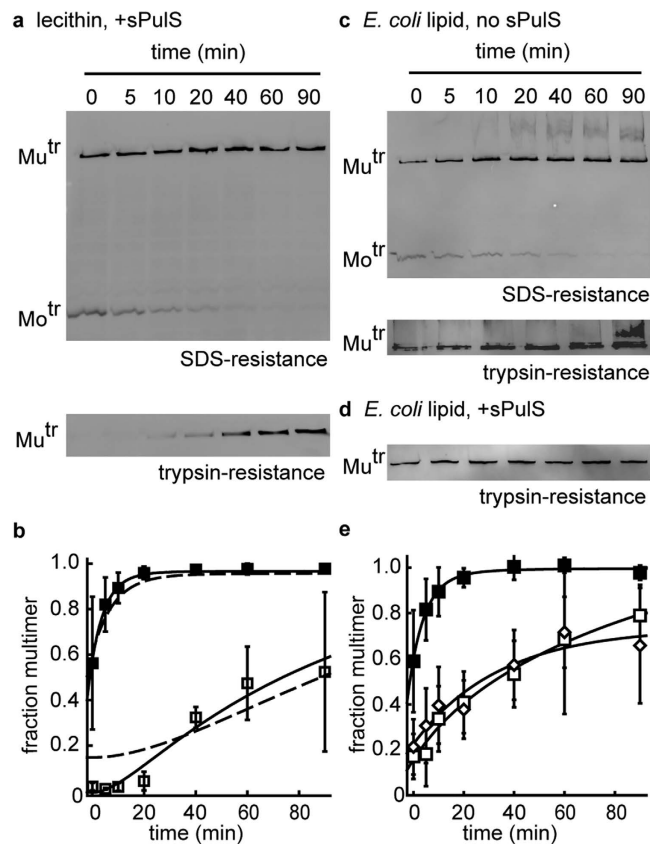 a lecithin, +sPulS
time (min)
0 5 10 20 40 60 90
Mu^tr
Mo^tr
SDS-resistance
Mu^tr
trypsin-resistance
c E. coli lipid, no sPulS
time (min)
0 5 10 20 40 60 90
Mu^tr
Mo^tr
SDS-resistance
Mu^tr
trypsin-resistance
d E. coli lipid, +sPulS
Mu^tr
trypsin-resistance
b
1.0
0.8
0.6
0.4
0.2
0
fraction multimer
0 20 40 60 80
time (min)
e
1.0
0.8
0.6
0.4
0.2
0
fraction multimer
0 20 40 60 80
time (min)